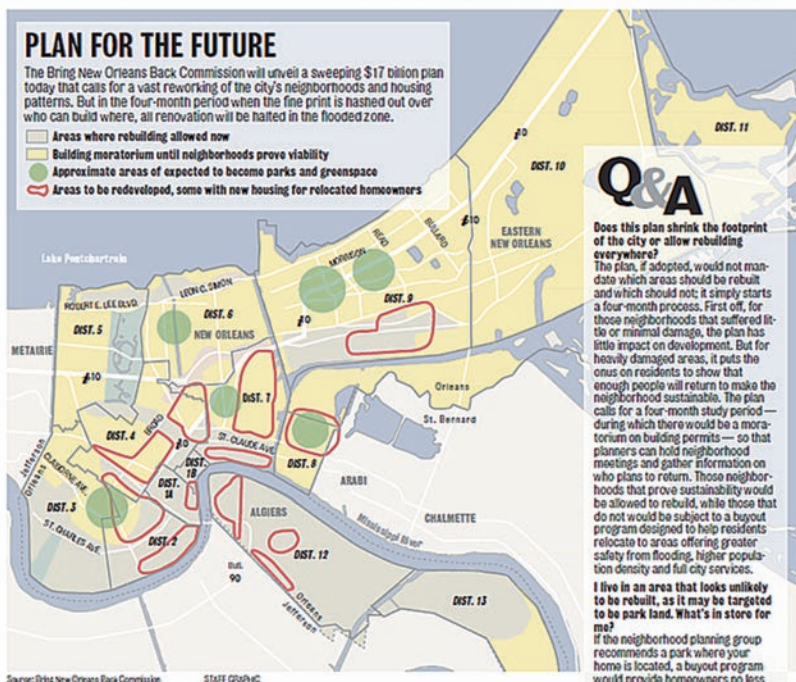 PLAN FOR THE FUTURE
The Bring New Orleans Back Commission will unveil a sweeping $17 billion plan
today that calls for a vast reworking of the city's neighborhoods and housing
patterns. But in the four-month period when the fine print is hashed out over
who can build where, all renovation will be halted in the flooded zone.
Areas where rebuilding allowed now
Building moratorium until neighborhoods prove viability
Approximate areas of expected to become parks and greenspace
Areas to be redeveloped, some with new housing for relocated homeowners
10
DIST. 11
DIST. 10
10
BULLARD
READ
MORRISON
EASTERN
NEW ORLEANS
Lake Pontchartrain
LEON C. SIMON
ROBERT E. LEE BLVD.
DIST. 6
DIST. 9
DIST. 5
NEW ORLEANS
10
METAIRIE
10
Orleans
St. Bernard
DIST. 7
BROAD
DIST. 4
ST. CLAUDE AVE.
10
DIST. 8
DIST.
1B
DIST.
1A
Jefferson
Orleans
CLAIBORNE AVE.
ARABI
DIST. 3
ALGIERS
CHALMETTE
Mississippi River
ST. CHARLES AVE.
DIST. 2
DIST. 12
90
Orleans
Jefferson
DIST. 13
Source: Bring New Orleans Back Commission
STAFF GRAPHIC
Q&A
Does this plan shrink the footprint
of the city or allow rebuilding
everywhere?
The plan, if adopted, would not man-
date which areas should be rebuilt
and which should not; it simply starts
a four-month process. First off, for
those neighborhoods that suffered lit-
tle or minimal damage, the plan has
little impact on development. But for
heavily damaged areas, it puts the
onus on residents to show that
enough people will return to make the
neighborhood sustainable. The plan
calls for a four-month study period —
during which there would be a mora-
torium on building permits — so that
planners can hold neighborhood
meetings and gather information on
who plans to return. Those neighbor-
hoods that prove sustainability would
be allowed to rebuild, while those that
do not would be subject to a buyout
program designed to help residents
relocate to areas offering greater
safety from flooding, higher popula-
tion density and full city services.
I live in an area that looks unlikely
to be rebuilt, as it may be targeted
to be park land. What's in store for
me?
If the neighborhood planning group
recommends a park where your
home is located, a buyout program
would provide homeowners no less